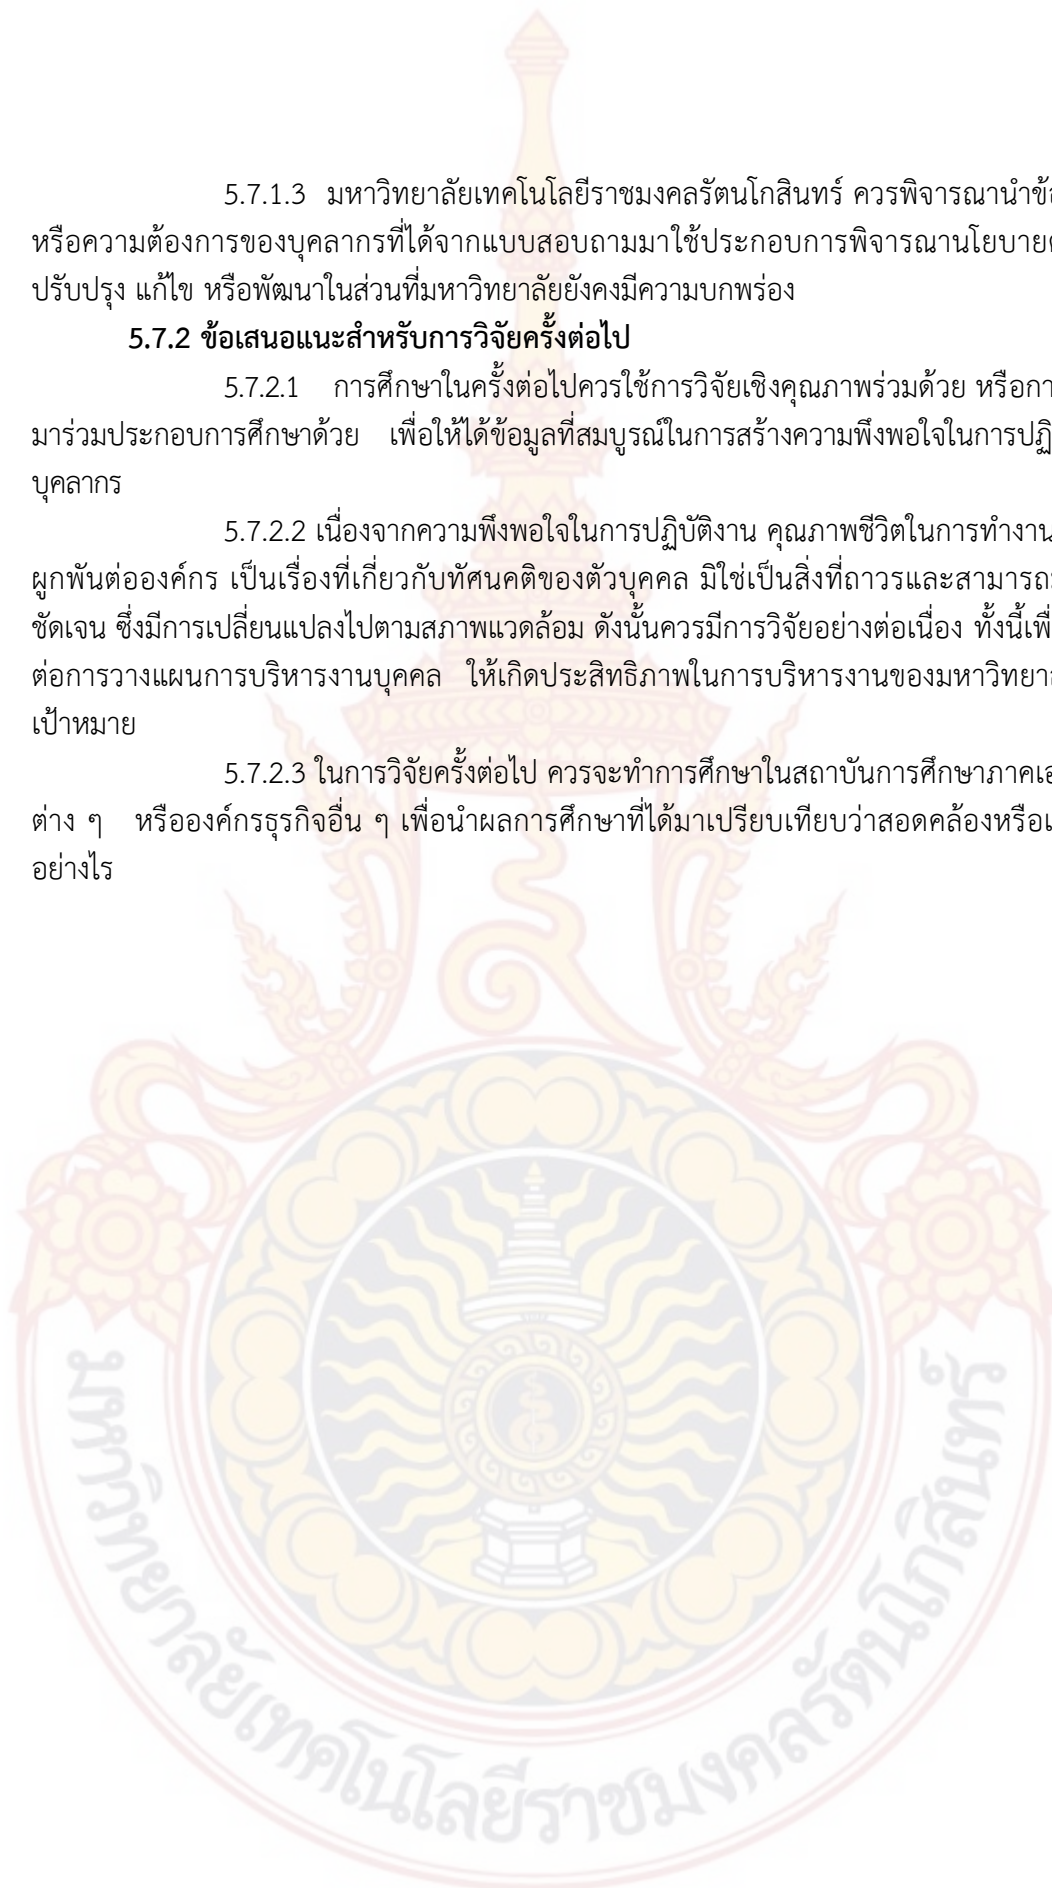 5.7.1.3 มหาวิทยาลัยเทคโนโลยีราชมงคลรัตนโกสินทร์ ควรพิจารณานำข้อ
หรือความต้องการของบุคลากรที่ได้จากแบบสอบถามมาใช้ประกอบการพิจารณานโยบาย
ปรับปรุง แก้ไข หรือพัฒนาในส่วนที่มหาวิทยาลัยยังคงมีความบกพร่อง
5.7.2 ข้อเสนอแนะสำหรับการวิจัยครั้งต่อไป
5.7.2.1 การศึกษาในครั้งต่อไปควรใช้การวิจัยเชิงคุณภาพร่วมด้วย หรือกา
มาร่วมประกอบการศึกษาด้วย เพื่อให้ได้ข้อมูลที่สมบูรณ์ในการสร้างความพึงพอใจในการปฏิ
บุคลากร
5.7.2.2 เนื่องจากความพึงพอใจในการปฏิบัติงาน คุณภาพชีวิตในการทำงาน
ผูกพันต่อองค์กร เป็นเรื่องที่เกี่ยวกับทัศนคติของตัวบุคคล มิใช่เป็นสิ่งที่ถาวรและสามารถ
ชัดเจน ซึ่งมีการเปลี่ยนแปลงไปตามสภาพแวดล้อม ดังนั้นควรมีการวิจัยอย่างต่อเนื่อง ทั้งนี้เพื่
ต่อการวางแผนการบริหารงานบุคคล ให้เกิดประสิทธิภาพในการบริหารงานของมหาวิทยา
เป้าหมาย
5.7.2.3 ในการวิจัยครั้งต่อไป ควรจะทำการศึกษาในสถาบันการศึกษาภาคเอ
ต่าง ๆ หรือองค์กรธุรกิจอื่น ๆ เพื่อนำผลการศึกษาที่ได้มาเปรียบเทียบว่าสอดคล้องหรือแ
อย่างไร
มหาวิทยาลัยเทคโนโลยีราชมงคลรัตนโกสินทร์